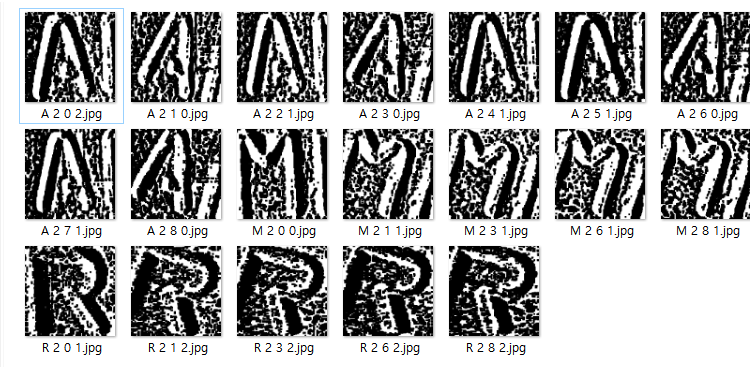 A A A A A A A
A 2 0 2.jpg A 2 1 0.jpg A 2 2 1.jpg A 2 3 0.jpg A 2 4 1.jpg A 2 5 1.jpg A 2 6 0.jpg
A A M M M M M
A 2 7 1.jpg A 2 8 0.jpg M 2 0 0.jpg M 2 1 1.jpg M 2 3 1.jpg M 2 6 1.jpg M 2 8 1.jpg
R R R R R
R 2 0 1.jpg R 2 1 2.jpg R 2 3 2.jpg R 2 6 2.jpg R 2 8 2.jpg